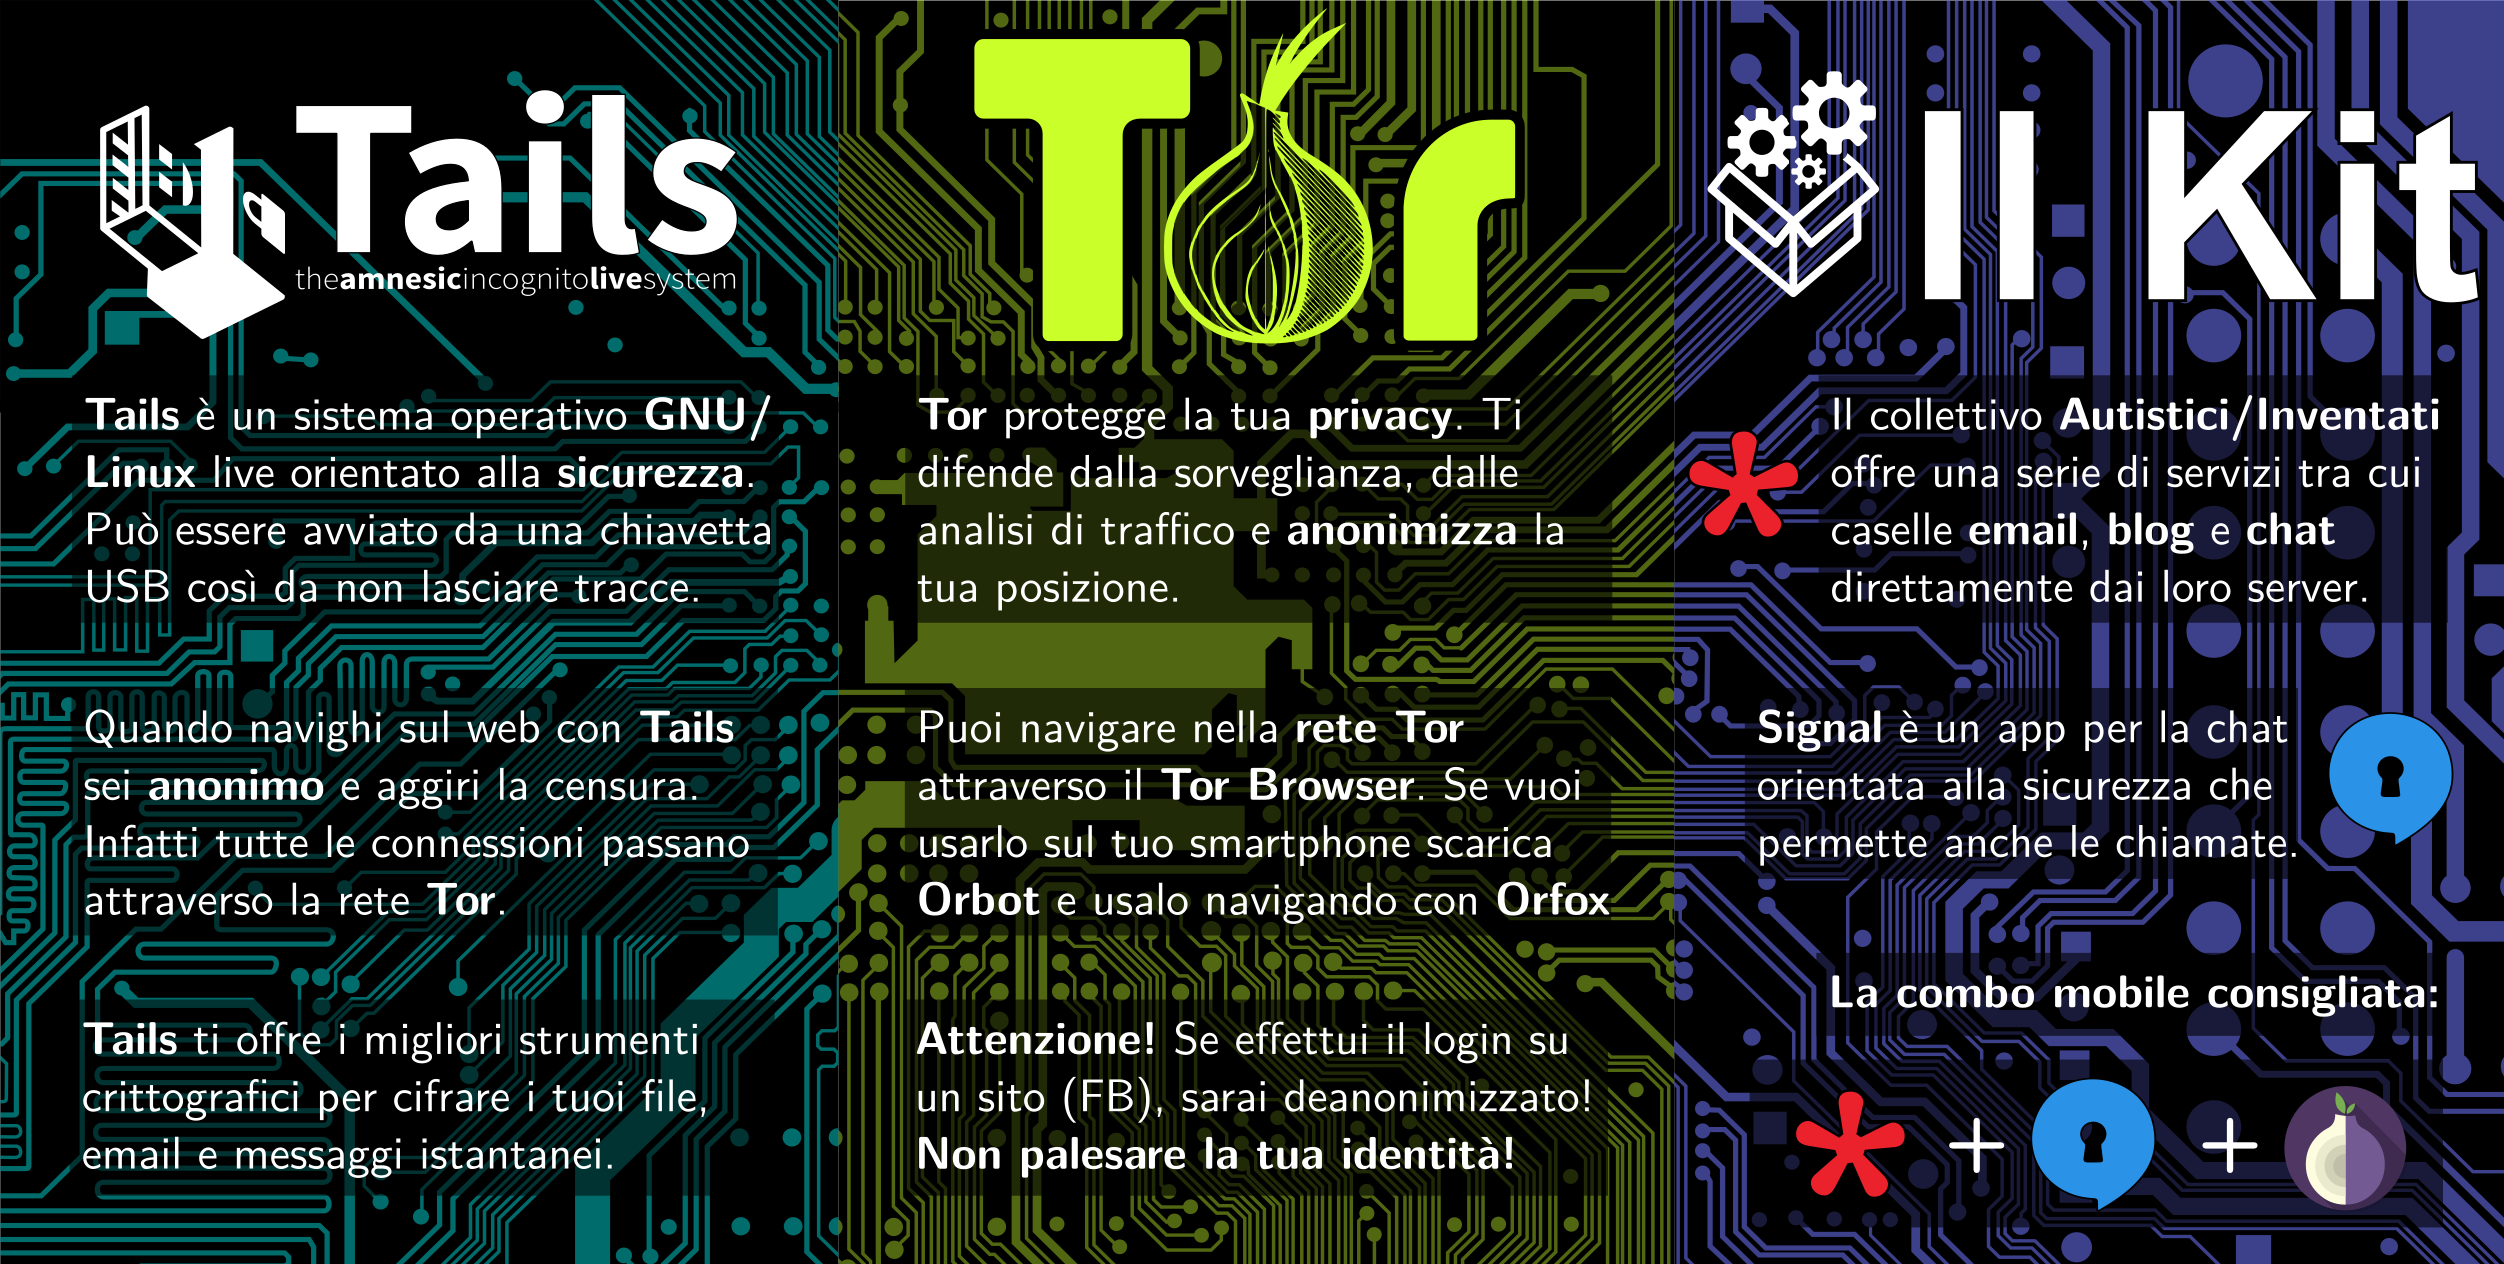 Tails
theamnesicincognitolivesystem
Tails è un sistema operativo GNU/
Linux live orientato alla sicurezza.
Può essere avviato da una chiavetta
USB così da non lasciare tracce.
Quando navighi sul web con Tails
sei anonimo e aggiri la censura.
Infatti tutte le connessioni passano
attraverso la rete Tor.
Tails ti offre i migliori strumenti
crittografici per cifrare i tuoi file,
email e messaggi istantanei.
Tor
Tor protegge la tua privacy. Ti
difende dalla sorveglianza, dalle
analisi di traffico e anonimizza la
tua posizione.
Puoi navigare nella rete Tor
attraverso il Tor Browser. Se vuoi
usarlo sul tuo smartphone scarica
Orbot e usalo navigando con Orfox
Attenzione! Se effettui il login su
un sito (FB), sarai deanonimizzato!
Non palesare la tua identità!
Il Kit
Il collettivo Autistici/Inventati
offre una serie di servizi tra cui
caselle email, blog e chat
direttamente dai loro server.
Signal è un app per la chat
orientata alla sicurezza che
permette anche le chiamate.
La combo mobile consigliata:
+ +